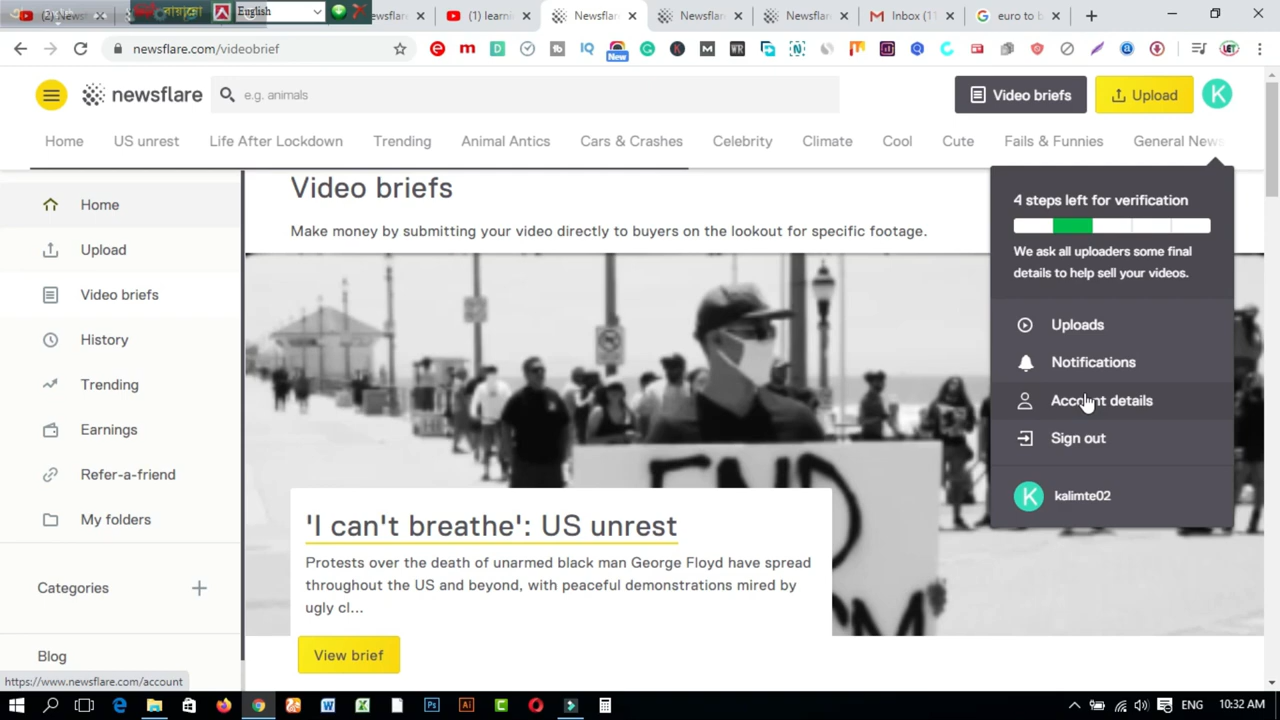 বায়ান্নো
English
(1)
ewsflare
(1) learnin
Newsflar
Newsflar
Newsflar
Inbox (11
euro to b
newsflare.com/videobrief
New
newsflare
e.g. animals
Video briefs
Upload
K
Home
US unrest
Life After Lockdown
Trending
Animal Antics
Cars & Crashes
Celebrity
Climate
Cool
Cute
Fails & Funnies
General News
Home
Upload
Video briefs
History
Trending
Earnings
Refer-a-friend
My folders
Categories
Blog
Video briefs
Make money by submitting your video directly to buyers on the lookout for specific footage.
END
'I can't breathe': US unrest
Protests over the death of unarmed black man George Floyd have spread
throughout the US and beyond, with peaceful demonstrations mired by
ugly cl...
View brief
4 steps left for verification
We ask all uploaders some final
details to help sell your videos.
Uploads
Notifications
Account details
Sign out
K
kalimte02
https://www.newsflare.com/account
ENG
10:32 AM